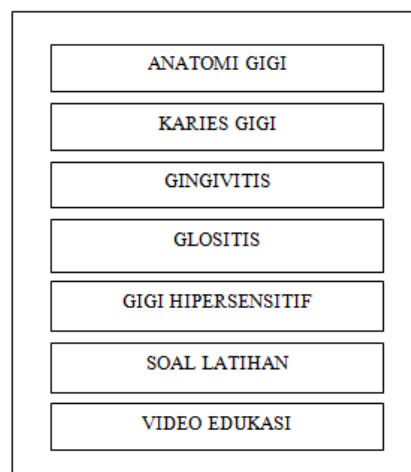 ANATOMI GIGI
KARIES GIGI
GINGIVITIS
GLOSITIS
GIGI HIPERSENSITIF
SOAL LATIHAN
VIDEO EDUKASI